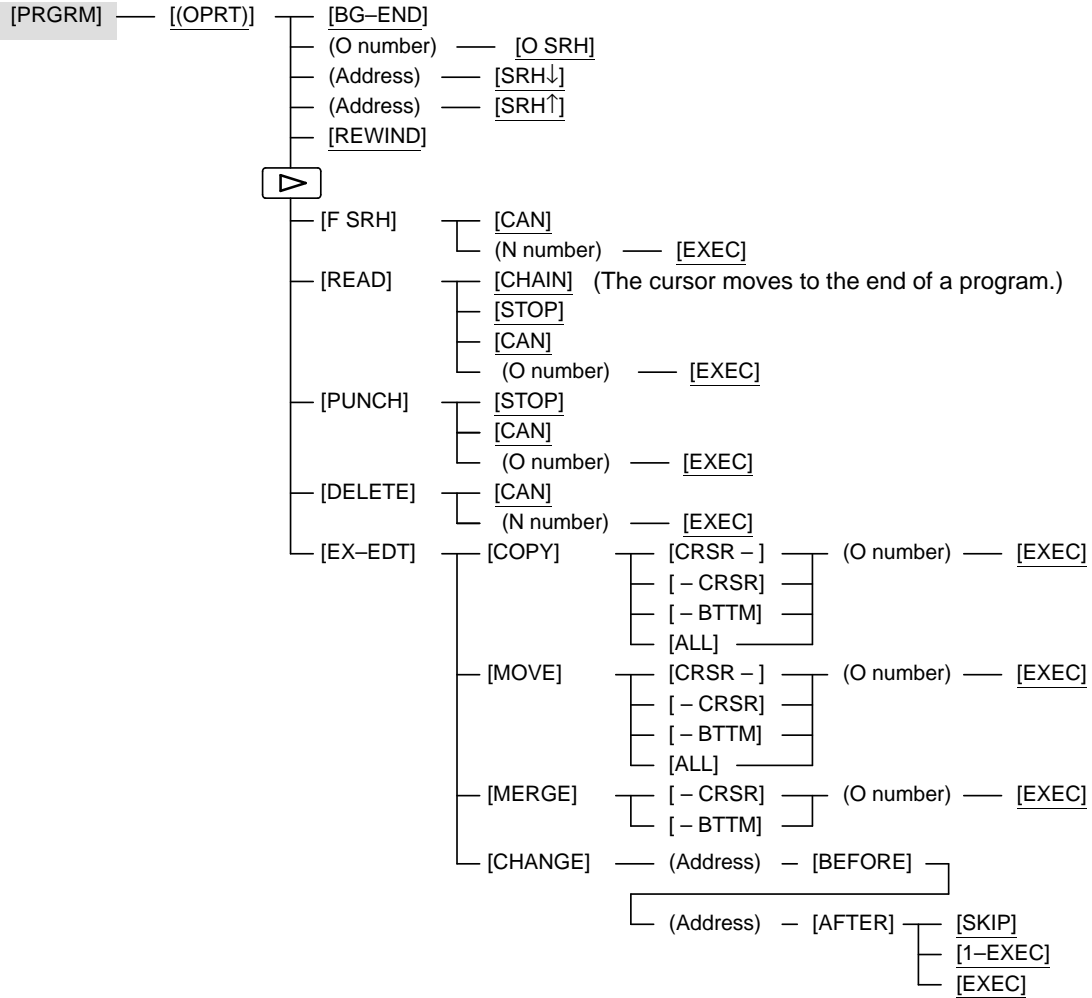 [PRGRM] [(OPRT)] [BG–END]
(O number) [O SRH]
(Address) [SRH↓]
(Address) [SRH↑]
[REWIND]
[F SRH] [CAN]
(N number) [EXEC]
[READ] [CHAIN] (The cursor moves to the end of a program.)
[STOP]
[CAN]
(O number) [EXEC]
[PUNCH] [STOP]
[CAN]
(O number) [EXEC]
[DELETE] [CAN]
(N number) [EXEC]
[EX–EDT] [COPY] [CRSR – ] (O number) [EXEC]
[ – CRSR]
[ – BTTM]
[ALL]
[MOVE] [CRSR – ] (O number) [EXEC]
[ – CRSR]
[ – BTTM]
[ALL]
[MERGE] [ – CRSR] (O number) [EXEC]
[ – BTTM]
[CHANGE] (Address) [BEFORE]
(Address) [AFTER] [SKIP]
[1–EXEC]
[EXEC]